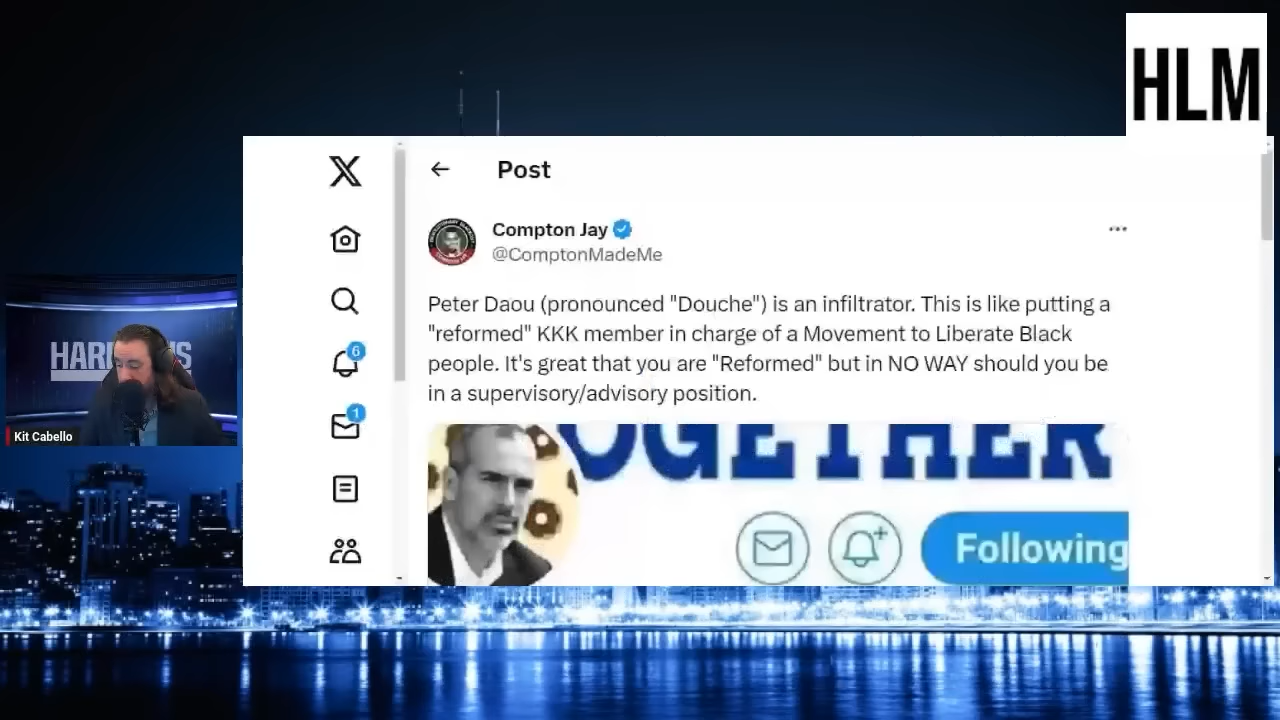 HLM
X
Post
Compton Jay
@ComptonMadeMe
Peter Daou (pronounced "Douche") is an infiltrator. This is like putting a
"reformed" KKK member in charge of a Movement to Liberate Black
people. It's great that you are "Reformed" but in NO WAY should you be
in a supervisory/advisory position.
6
1
OGETHER
Following
Kit Cabello